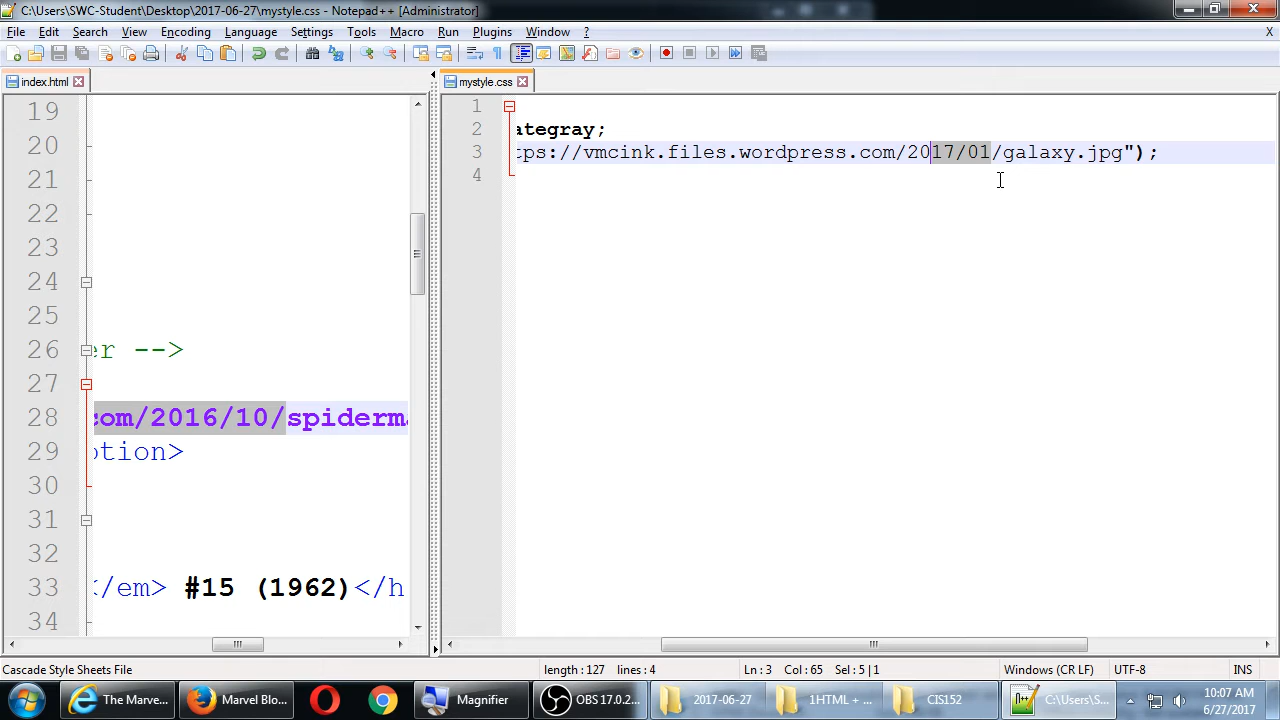 C:\Users\SWC-Student\Desktop\2017-06-27\mystyle.css - Notepad++ [Administrator]
File Edit Search View Encoding Language Settings Tools Macro Run Plugins Window ? X
index.html
mystyle.css
19
20
21
22
23
24
25
26 er -->
27
28 com/2016/10/spiderma
29 ption>
30
31
32
33 </em> #15 (1962)</h
34
1
2 ategray;
3 tps://vmcink.files.wordpress.com/2017/01/galaxy.jpg");
4
Cascade Style Sheets File length : 127 lines : 4 Ln : 3 Col : 65 Sel : 5 | 1 Windows (CR LF) UTF-8 INS
The Marve... Marvel Blo... Magnifier OBS 17.0.2... 2017-06-27 1HTML + ... CIS152 C:\Users\S... 10:07 AM
6/27/2017